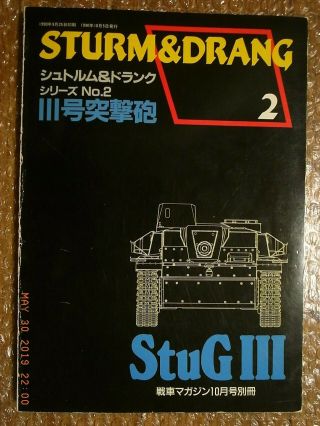 STURM&DRANG
シュトルム&ドランク
シリーズ No.2
III号突撃砲
2
StuG III
戦車マガジン10月号別冊
MAY 30 2019 22:00